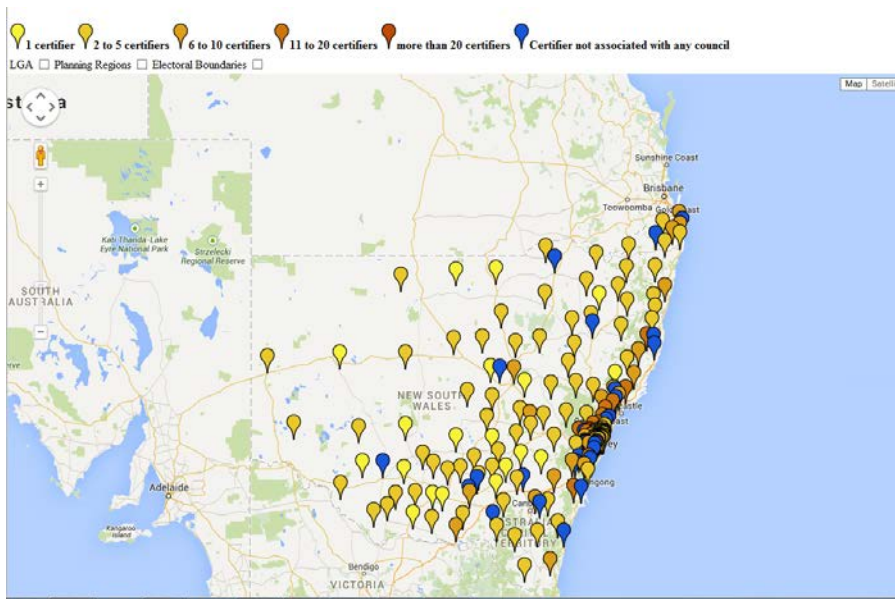 1 certifier 2 to 5 certifiers 6 to 10 certifiers 11 to 20 certifiers more than 20 certifiers Certifier not associated with any council
LGA Planning Regions Electoral Boundaries
Map
Sunshine Coast
Brisbane
Toowoomba
Kati Thanda-Lake
Eyre National Park
Strzelecki
Regional Reserve
SOUTH
AUSTRALIA
NEW SOUTH
WALES
Adelaide
Kangaroo
Island
Bendigo
VICTORIA
TERRITORY